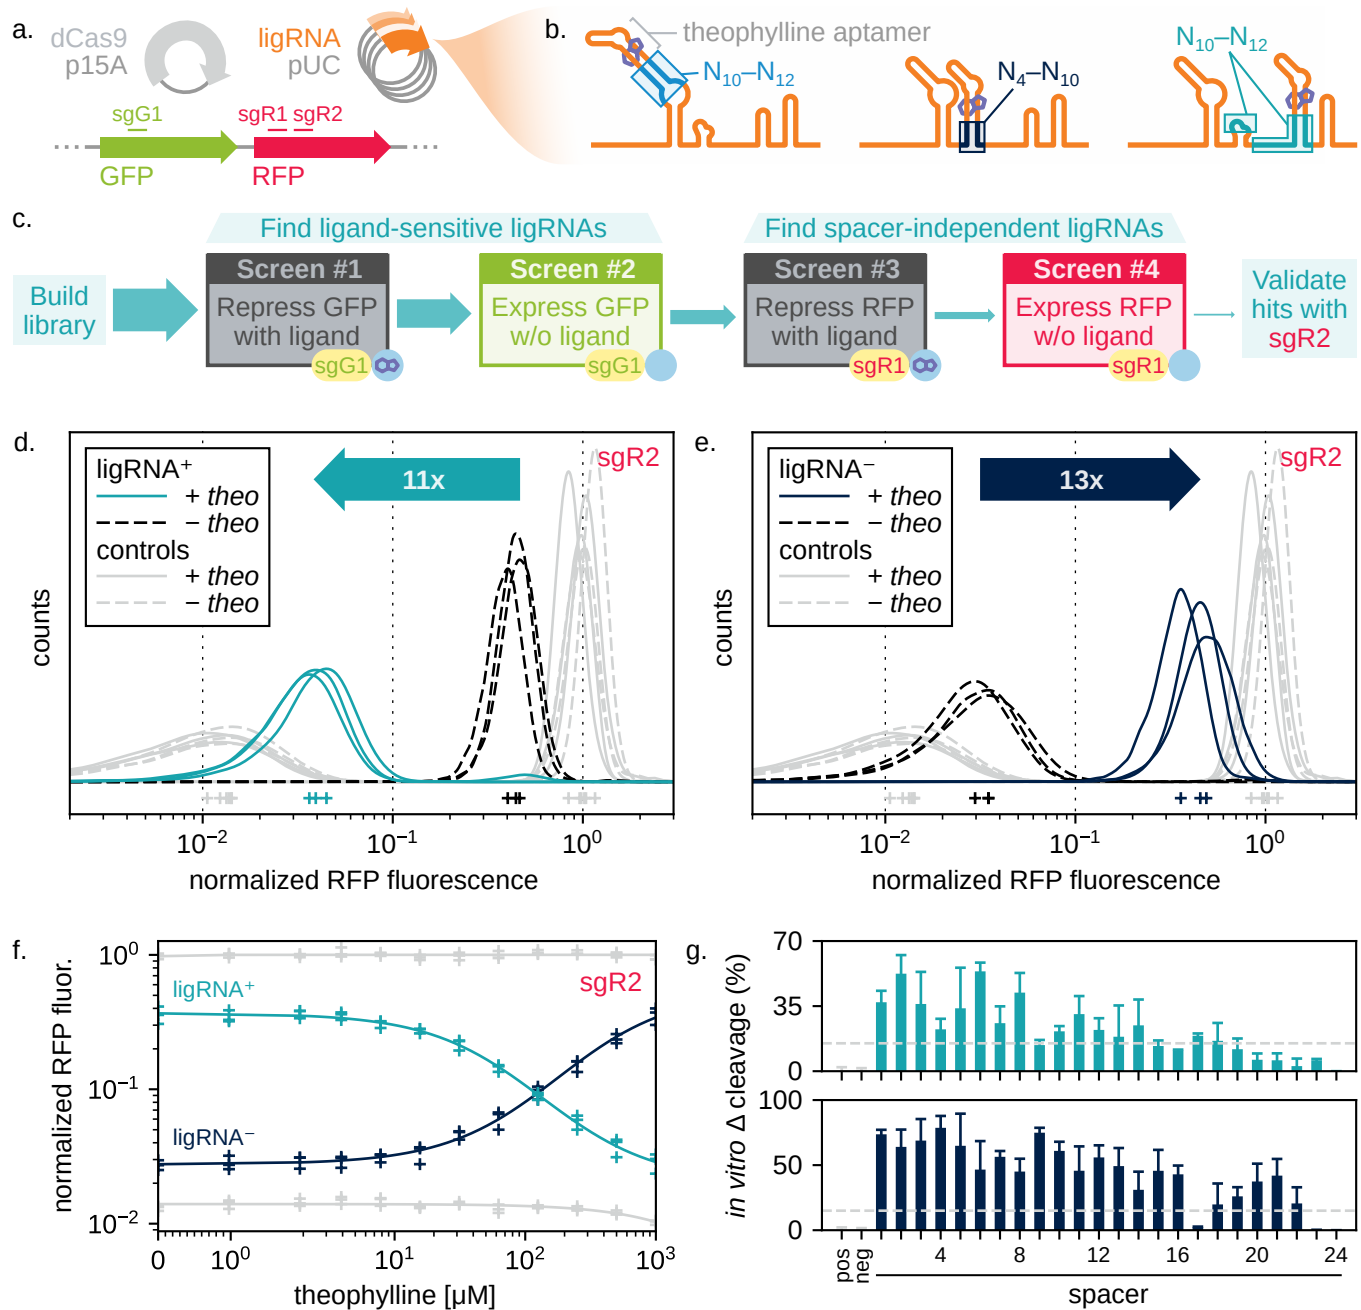 a.
dCas9
p15A
ligRNA
pUC
sgG1
sgR1 sgR2
GFP
RFP
b.
theophylline aptamer
N10–N12
N4–N10
N10–N12
c.
Find ligand-sensitive ligRNAs
Find spacer-independent ligRNAs
Build
library
Screen #1
Repress GFP
with ligand
sgG1
Screen #2
Express GFP
w/o ligand
sgG1
Screen #3
Repress RFP
with ligand
sgR1
Screen #4
Express RFP
w/o ligand
sgR1
Validate
hits with
sgR2
d.
ligRNA⁺
+ theo
− theo
controls
+ theo
− theo
11x
sgR2
counts
10⁻² 10⁻¹ 10⁰
normalized RFP fluorescence
e.
ligRNA⁻
+ theo
− theo
controls
+ theo
− theo
13x
sgR2
counts
10⁻² 10⁻¹ 10⁰
normalized RFP fluorescence
f.
normalized RFP fluor.
10⁰
10⁻¹
10⁻²
ligRNA⁺
ligRNA⁻
sgR2
0 10⁰ 10¹ 10² 10³
theophylline [µM]
g.
in vitro Δ cleavage (%)
70
35
0
100
50
0
pos
neg
4 8 12 16 20 24
spacer